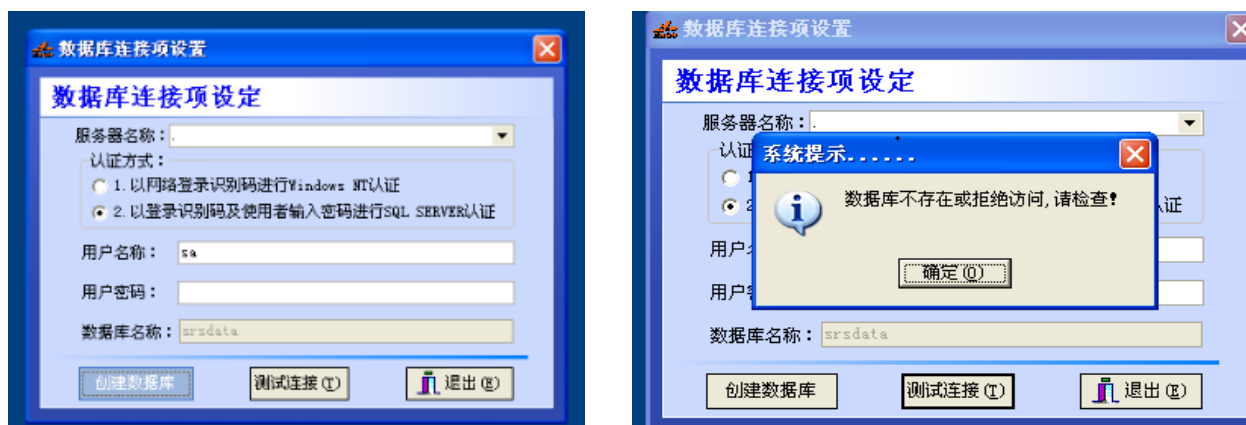 数据库连接项设置
数据库连接项设定
服务器名称：.
认证方式：
1. 以网络登录识别码进行Windows NT认证
2. 以登录识别码及使用者输入密码进行SQL SERVER认证
用户名称： sa
用户密码：
数据库名称：srsdata
创建数据库 测试连接(T) 退出(E)
数据库连接项设置
数据库连接项设定
服务器名称：.
认证
系统提示......
1
2
认证
数据库不存在或拒绝访问,请检查!
确定(O)
用户
用户
数据库名称：srsdata
创建数据库 测试连接(T) 退出(E)